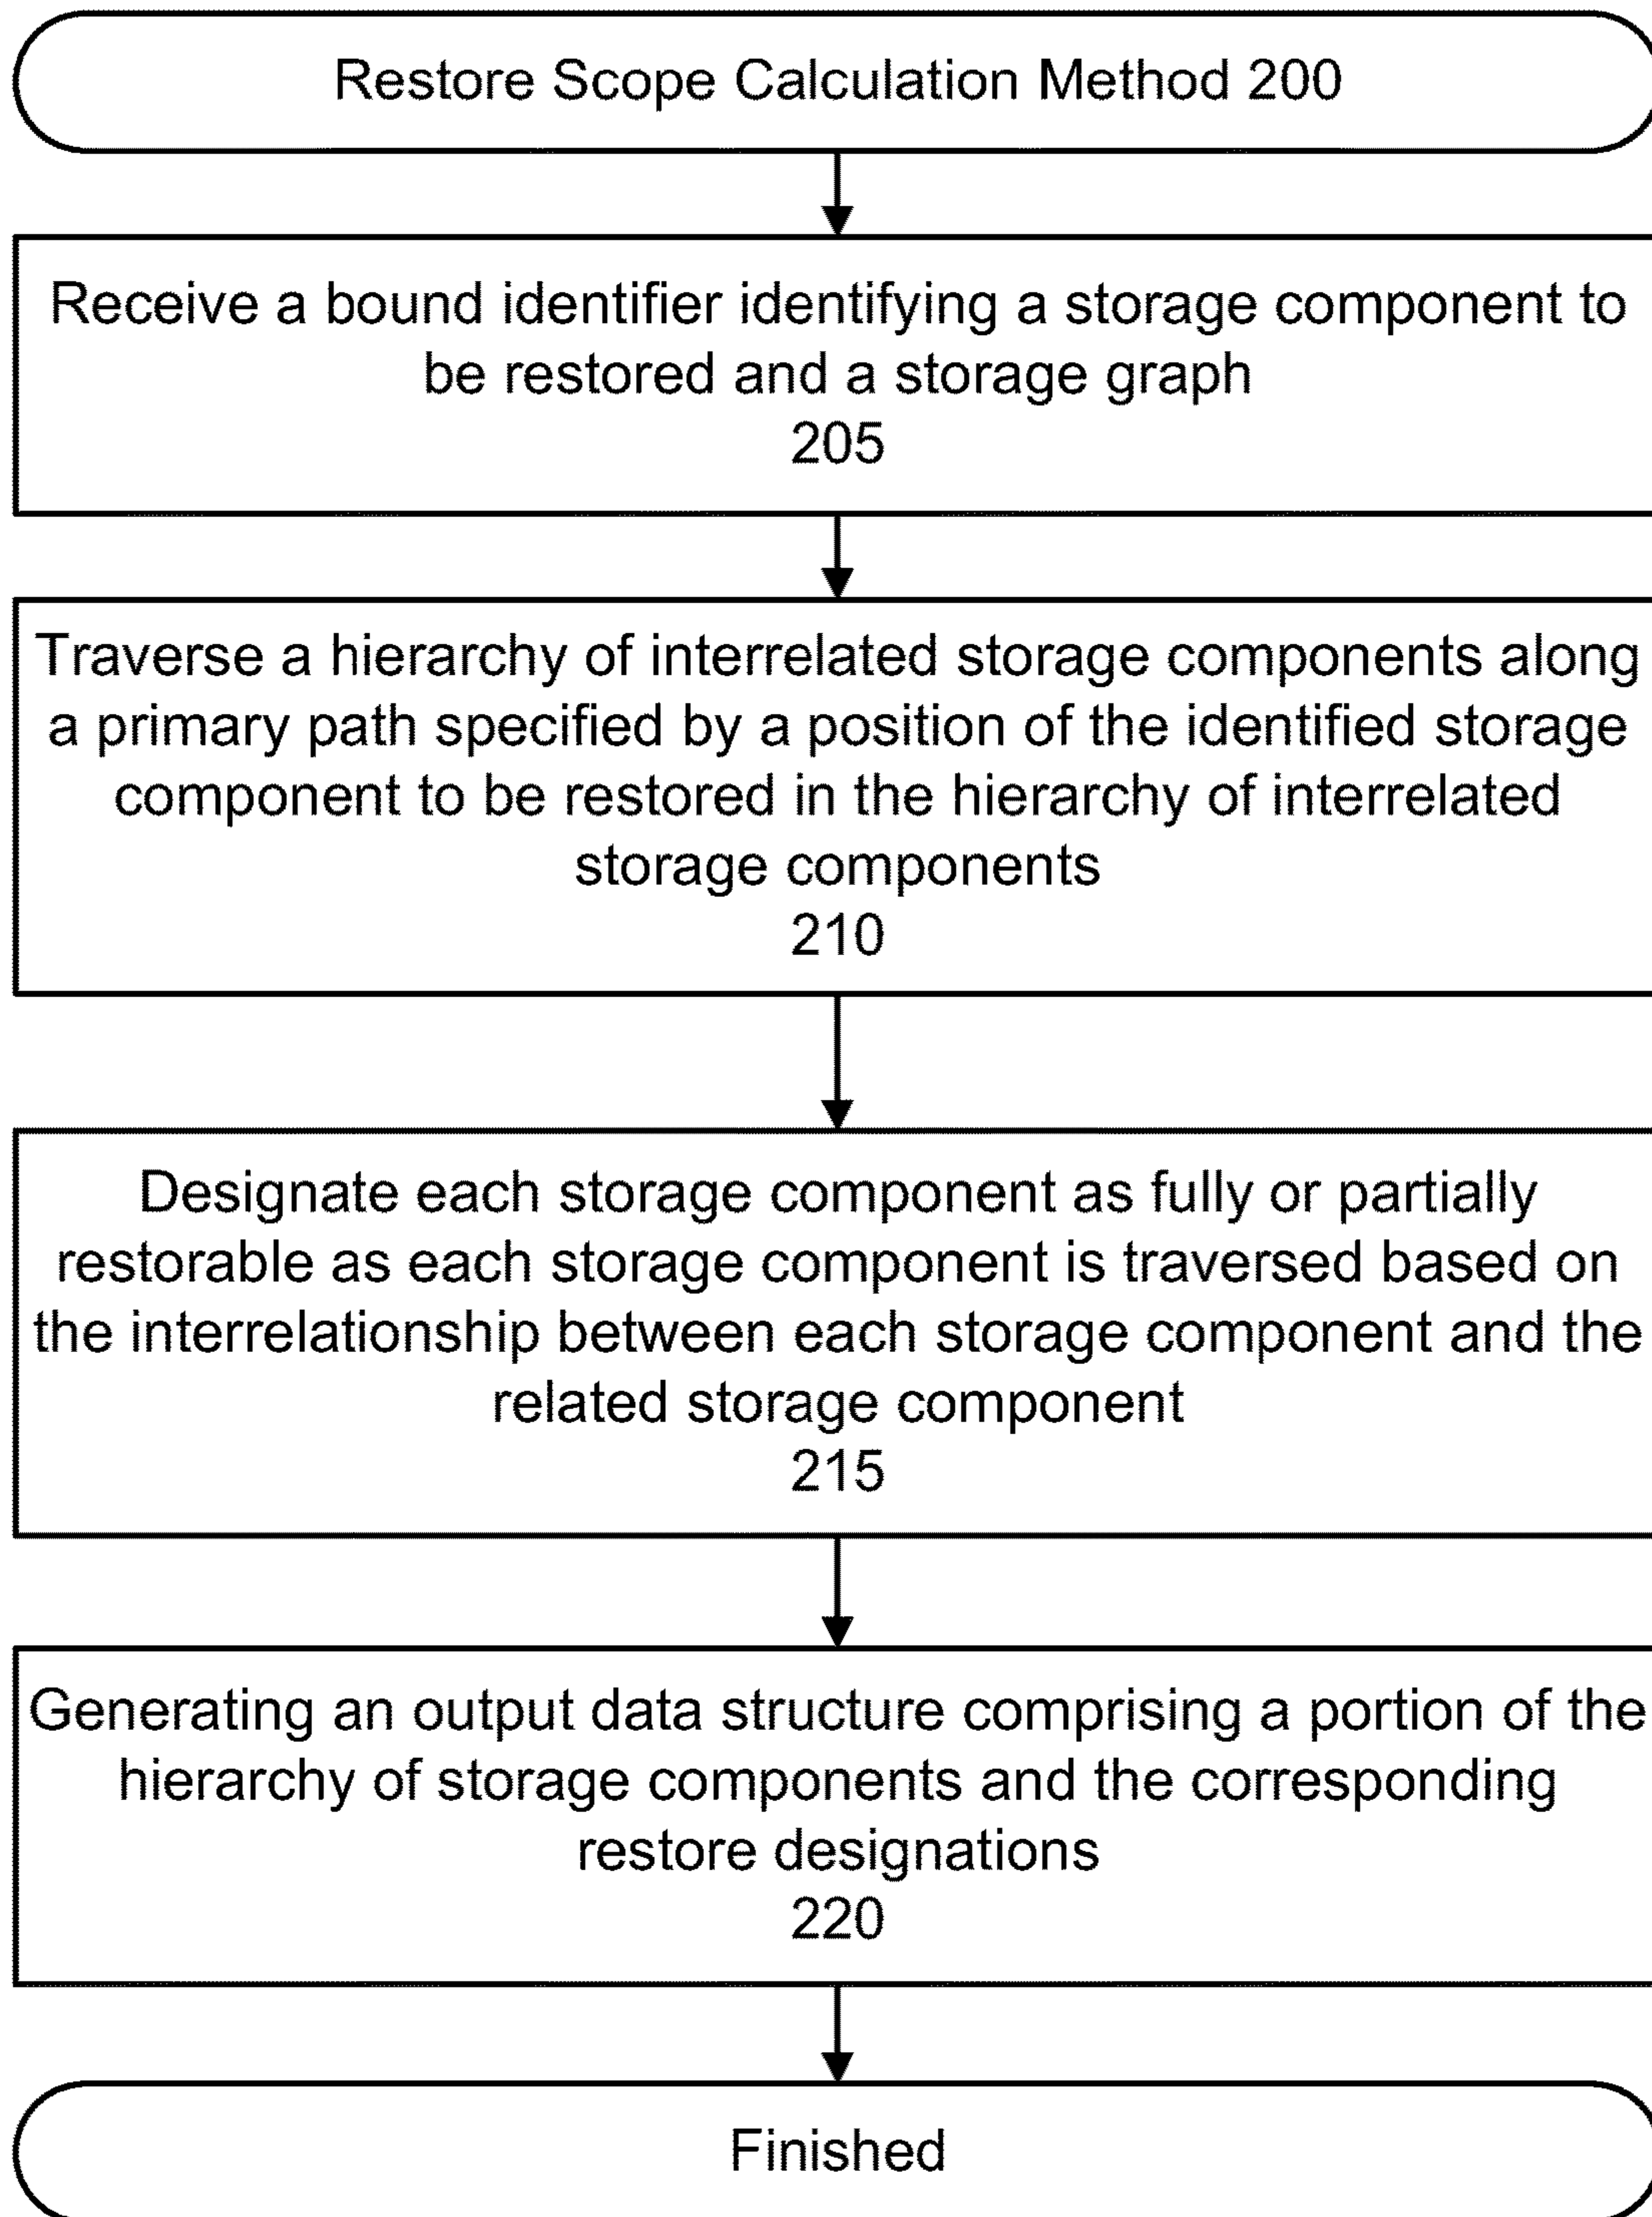 Restore Scope Calculation Method 200
Receive a bound identifier identifying a storage component to
be restored and a storage graph
205
Traverse a hierarchy of interrelated storage components along
a primary path specified by a position of the identified storage
component to be restored in the hierarchy of interrelated
storage components
210
Designate each storage component as fully or partially
restorable as each storage component is traversed based on
the interrelationship between each storage component and the
related storage component
215
Generating an output data structure comprising a portion of the
hierarchy of storage components and the corresponding
restore designations
220
Finished